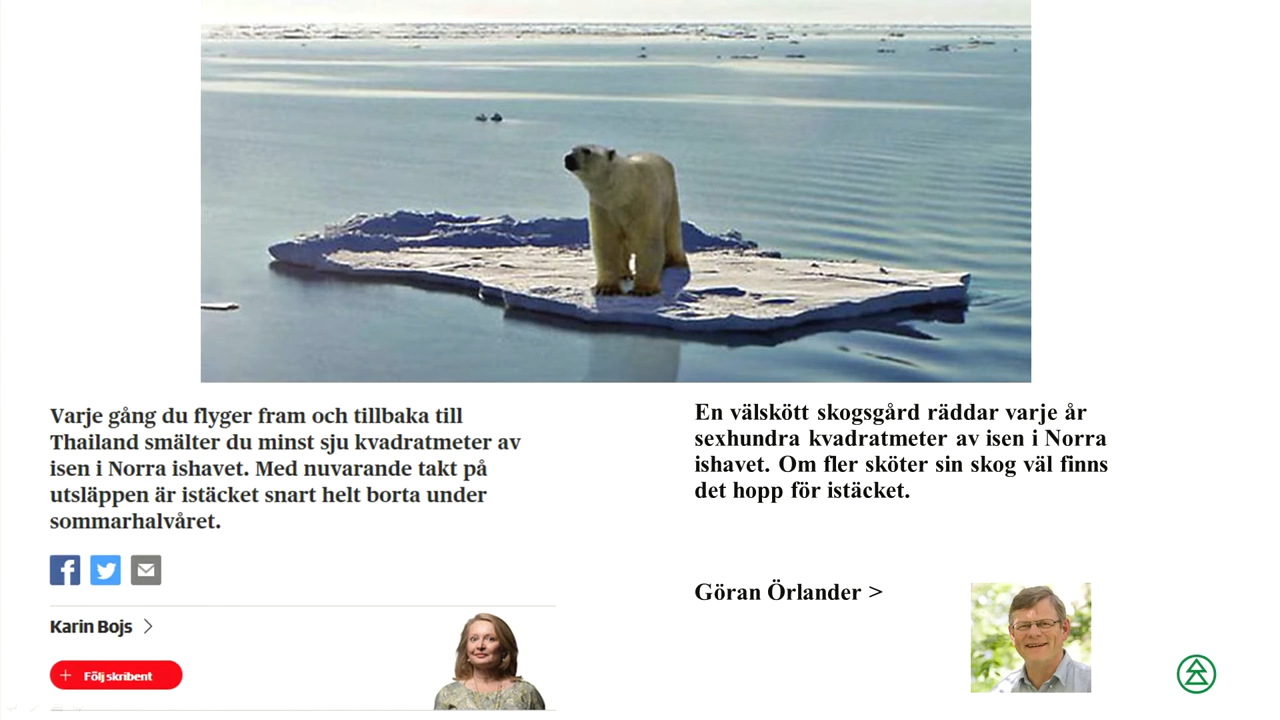 Varje gång du flyger fram och tillbaka till
Thailand smälter du minst sju kvadratmeter av
isen i Norra ishavet. Med nuvarande takt på
utsläppen är istäcket snart helt borta under
sommarhalvåret.
Karin Bojs
+ Följ skribent
En välskött skogsgård räddar varje år
sexhundra kvadratmeter av isen i Norra
ishavet. Om fler sköter sin skog väl finns
det hopp för istäcket.
Göran Örlander >